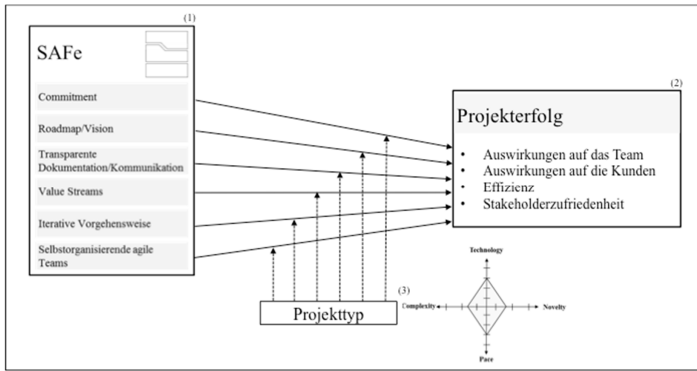 (1)
SAFe
Commitment
Roadmap/Vision
Transparente
Dokumentation/Kommunikation
Value Streams
Iterative Vorgehensweise
Selbstorganisierende agile
Teams
(2)
Projekterfolg
• Auswirkungen auf das Team
• Auswirkungen auf die Kunden
• Effizienz
• Stakeholderzufriedenheit
(3)
Projekttyp
Technology
Complexity
Novelty
Pace